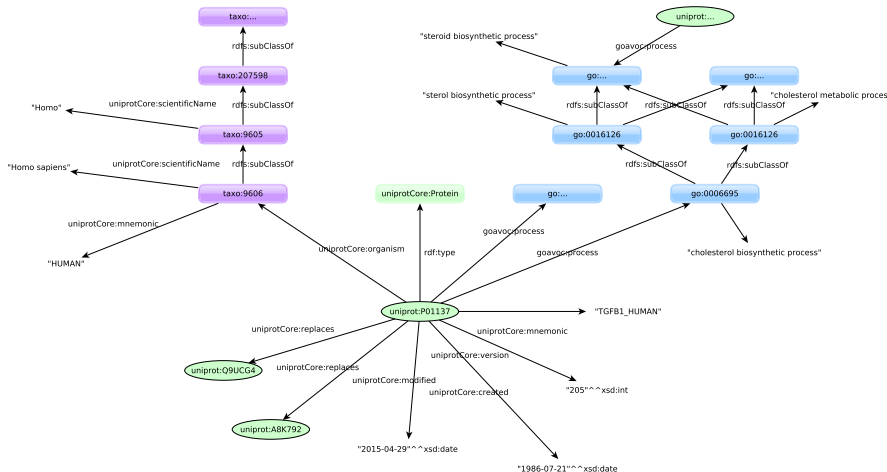 taxo:...
uniprot:...
"steroid biosynthetic process"
rdfs:subClassOf
goavoc:process
taxo:207598
go:...
go:...
"sterol biosynthetic process"
"cholesterol metabolic proces
"Homo"
uniprotCore:scientificName
rdfs:subClassOf
rdfs:subClassOf
rdfs:subClassOf
rdfs:subClassOf
taxo:9605
go:0016126
go:0016126
"Homo sapiens"
uniprotCore:scientificName
rdfs:subClassOf
rdfs:subClassOf
rdfs:subClassOf
taxo:9606
uniprotCore:Protein
go:...
go:0006695
uniprotCore:mnemonic
goavoc:process
uniprotCore:organism
rdf:type
goavoc:process
"cholesterol biosynthetic process"
"HUMAN"
uniprot:P01137
"TGFB1_HUMAN"
uniprotCore:replaces
uniprotCore:mnemonic
uniprotCore:version
uniprot:Q9UCG4
uniprotCore:replaces
uniprotCore:modified
uniprotCore:created
"205"^^xsd:int
uniprot:A8K792
"2015-04-29"^^xsd:date
"1986-07-21"^^xsd:date